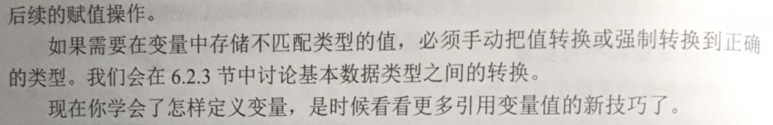 后续的赋值操作。
如果需要在变量中存储不匹配类型的值，必须手动把值转换或强制转换到正确
的类型。我们会在 6.2.3 节中讨论基本数据类型之间的转换。
现在你学会了怎样定义变量，是时候看看更多引用变量值的新技巧了。